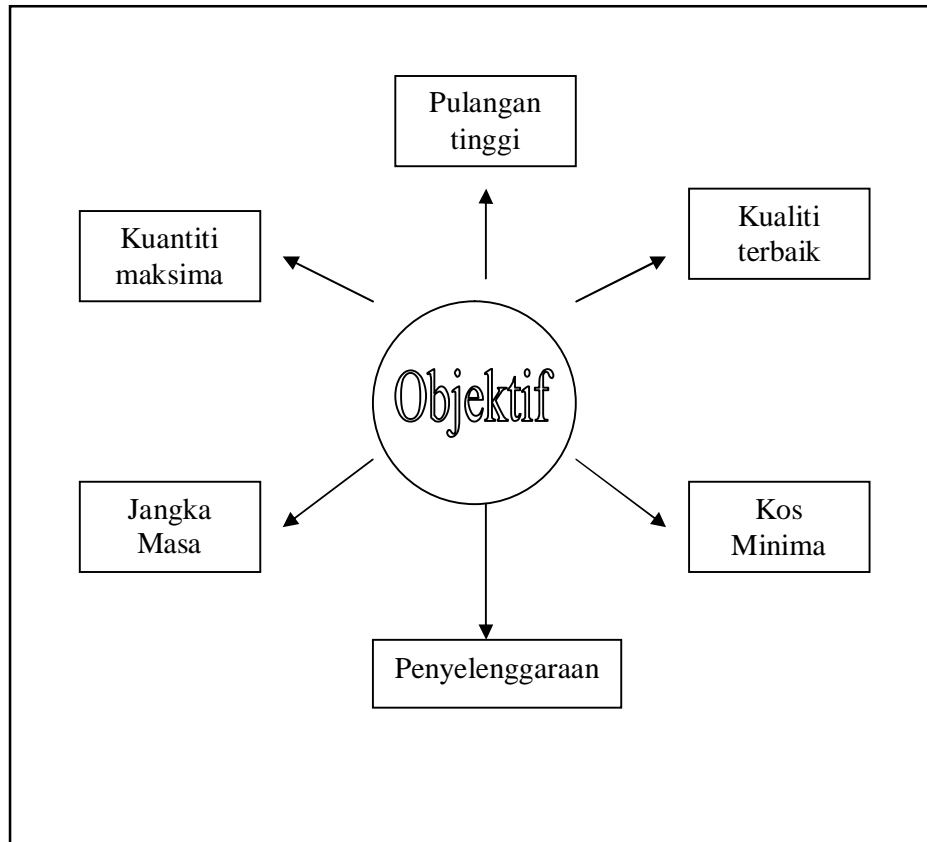 Pulangan
tinggi
Kuantiti
maksima
Kualiti
terbaik
Objektif
Jangka
Masa
Kos
Minima
Penyelenggaraan